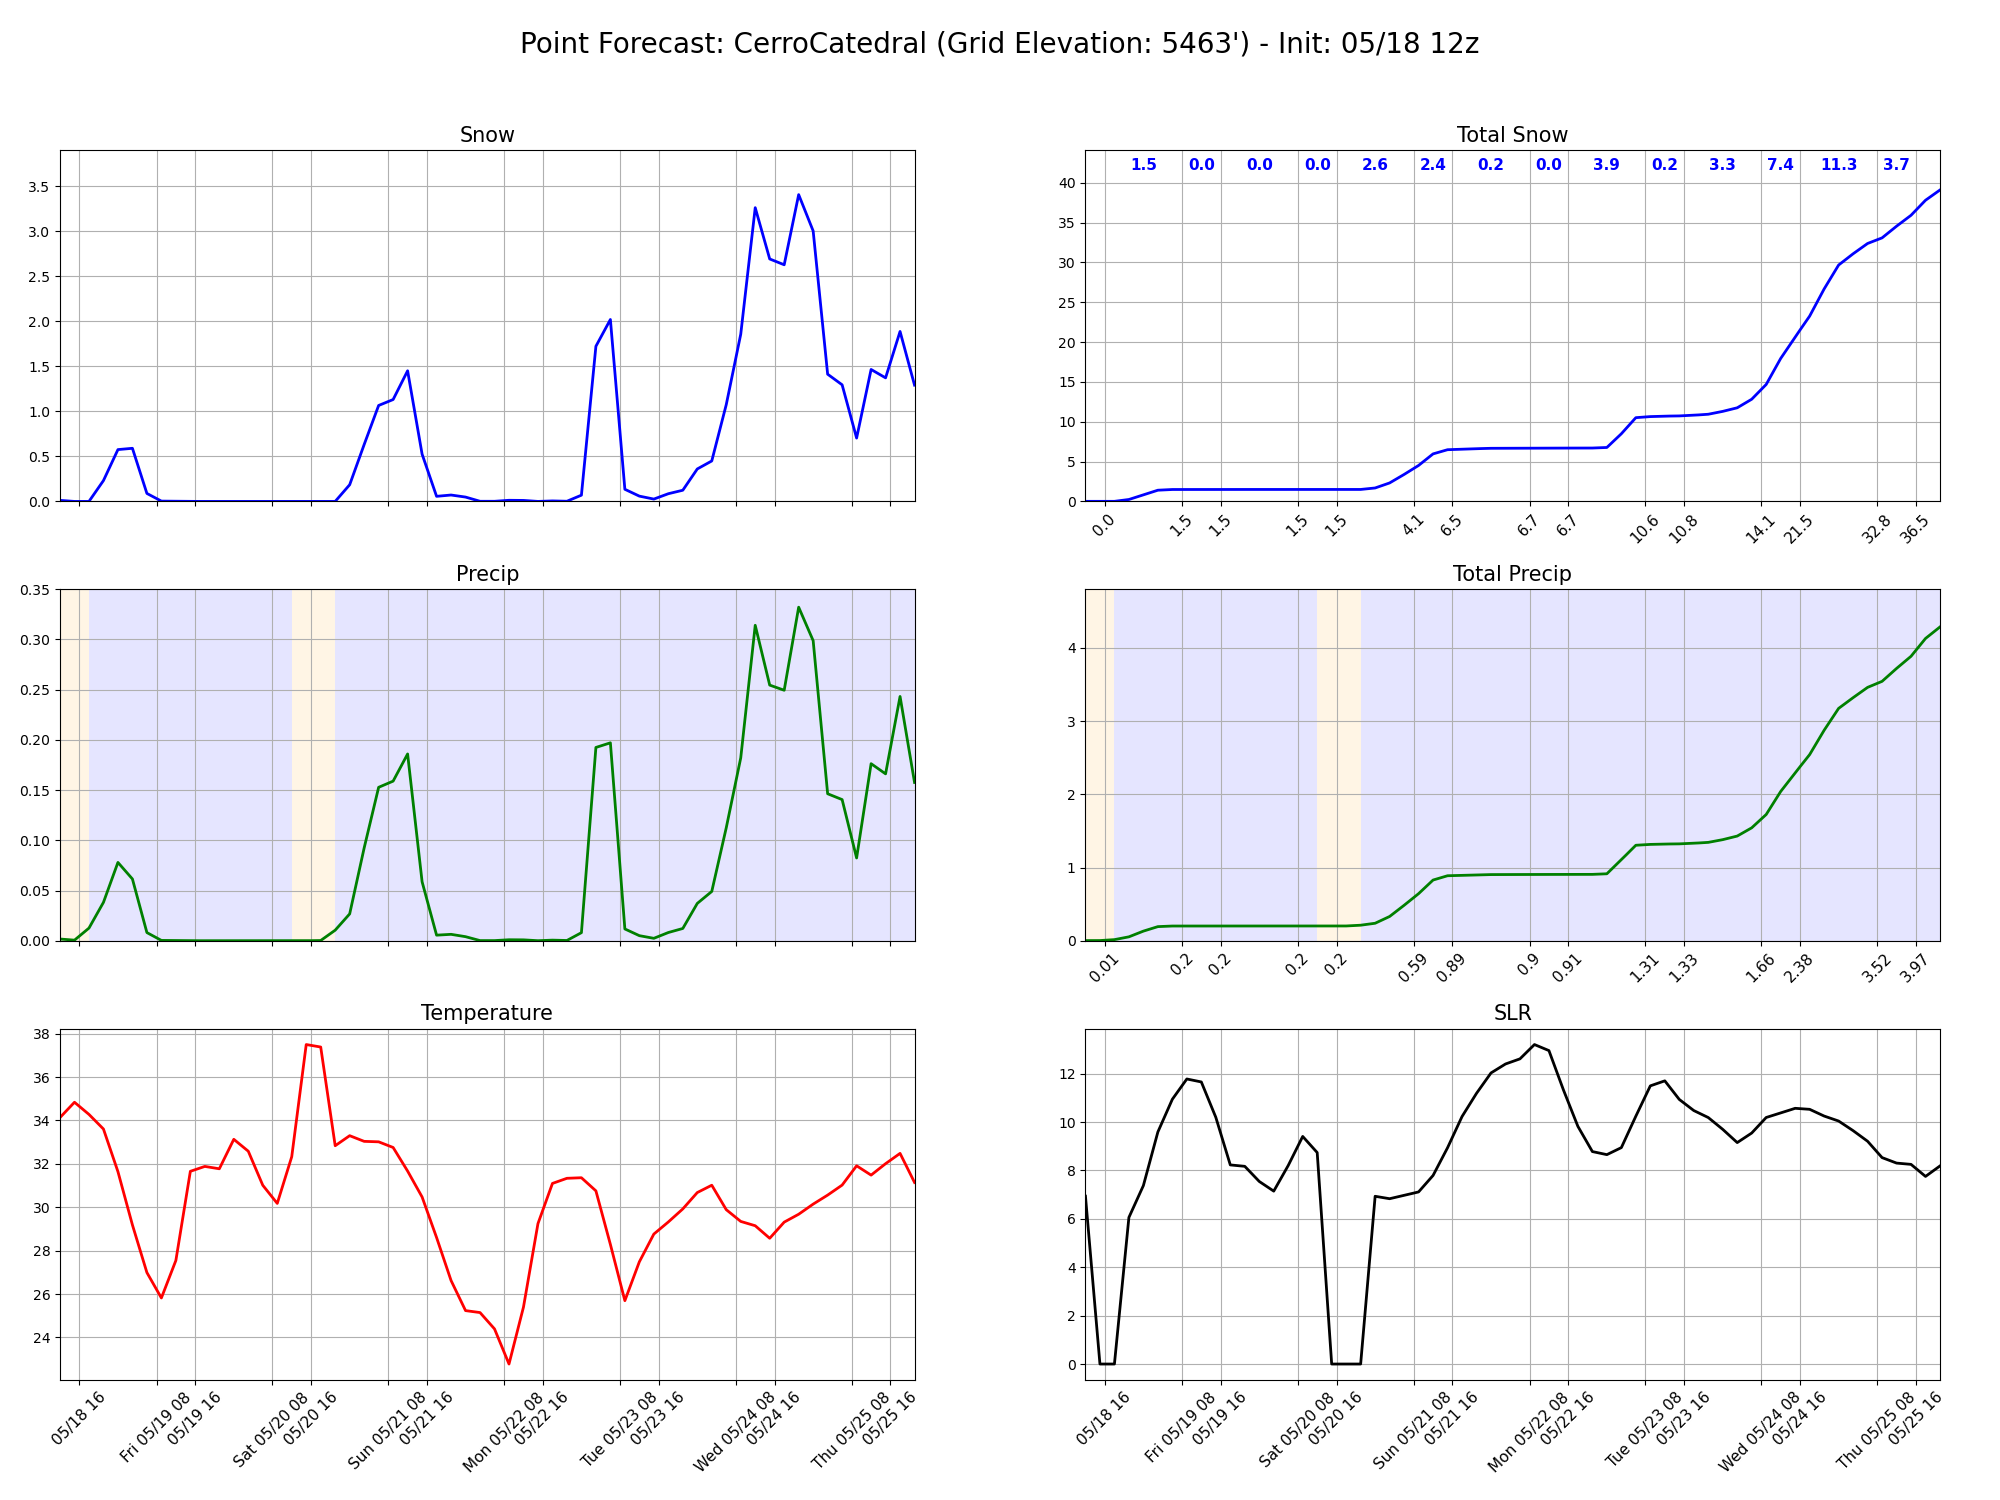 Point Forecast: CerroCatedral (Grid Elevation: 5463') - Init: 05/18 12z
Snow
3.5
3.0
2.5
2.0
1.5
1.0
0.5
0.0
Total Snow
1.5 0.0 0.0 0.0 2.6 2.4 0.2 0.0 3.9 0.2 3.3 7.4 11.3 3.7
40
35
30
25
20
15
10
5
0
0.0 1.5 1.5 1.5 1.5 4.1 6.5 6.7 6.7 10.6 10.8 14.1 21.5 32.8 36.5
Precip
0.35
0.30
0.25
0.20
0.15
0.10
0.05
0.00
Total Precip
4
3
2
1
0
0.01 0.2 0.2 0.2 0.2 0.59 0.89 0.9 0.91 1.31 1.33 1.66 2.38 3.52 3.97
Temperature
38
36
34
32
30
28
26
24
05/18 16
Fri 05/19 08
05/19 16
Sat 05/20 08
05/20 16
Sun 05/21 08
05/21 16
Mon 05/22 08
05/22 16
Tue 05/23 08
05/23 16
Wed 05/24 08
05/24 16
Thu 05/25 08
05/25 16
SLR
12
10
8
6
4
2
0
05/18 16
Fri 05/19 08
05/19 16
Sat 05/20 08
05/20 16
Sun 05/21 08
05/21 16
Mon 05/22 08
05/22 16
Tue 05/23 08
05/23 16
Wed 05/24 08
05/24 16
Thu 05/25 08
05/25 16